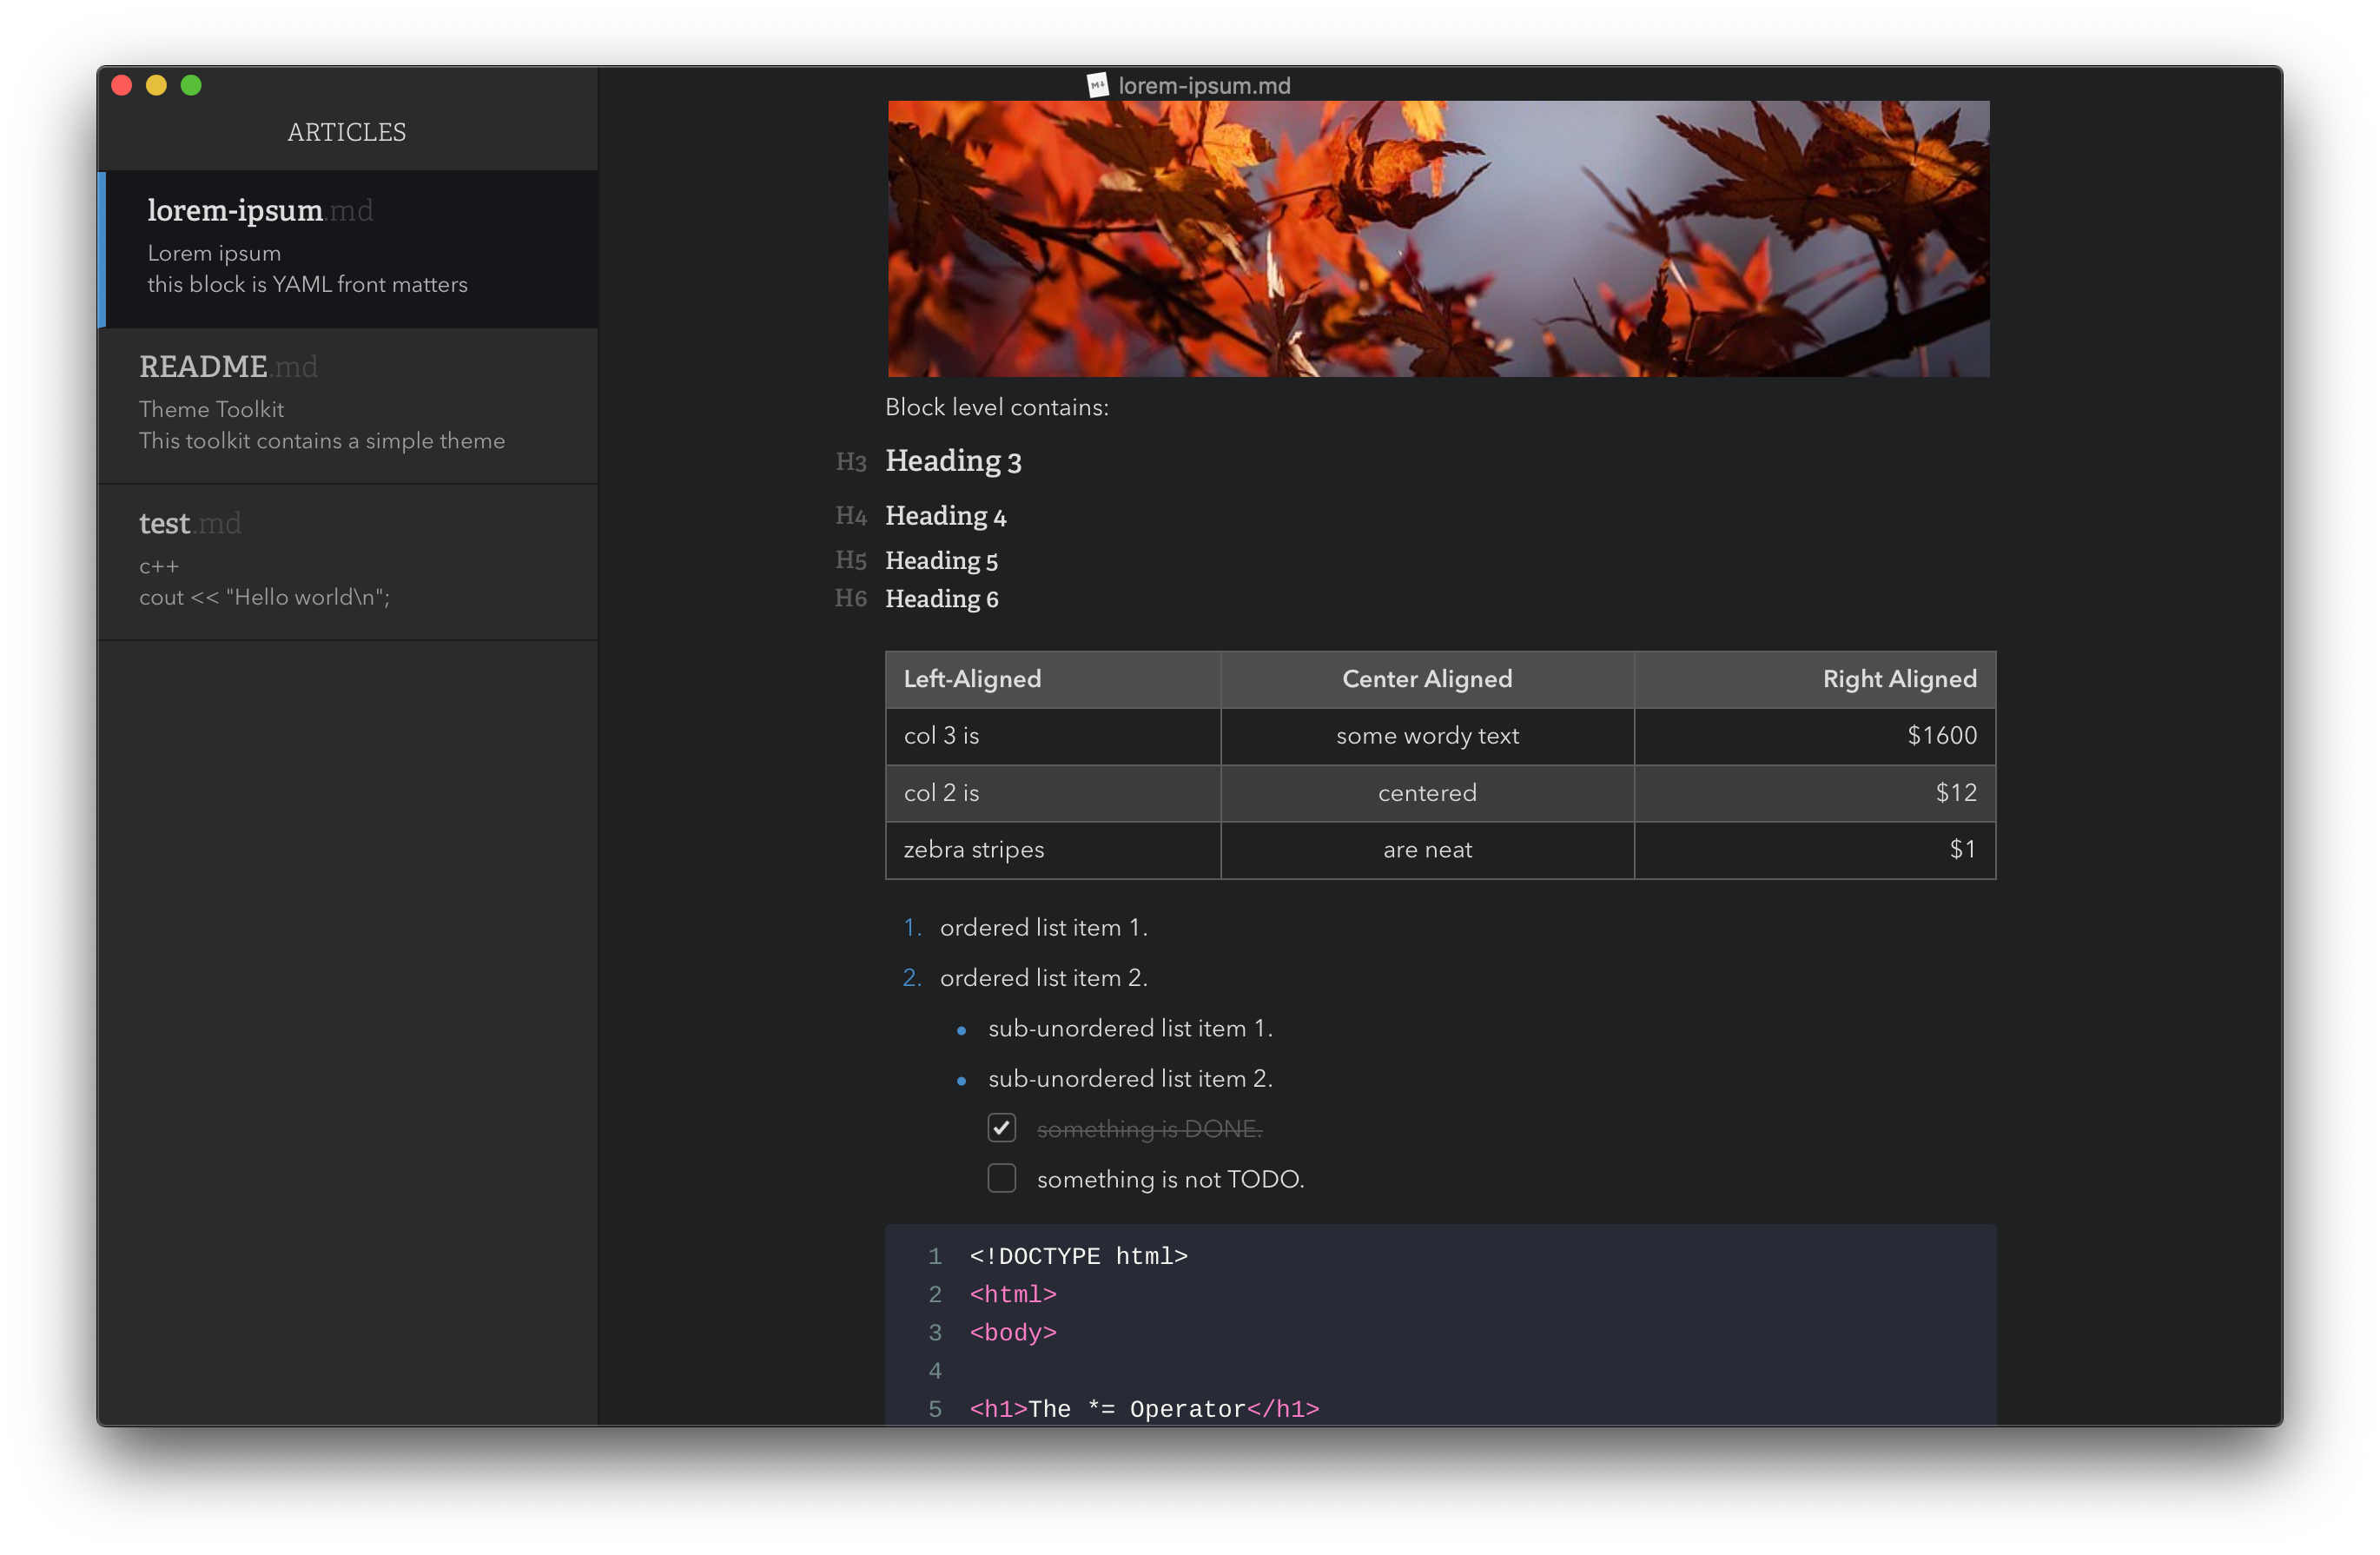 lorem-ipsum.md
ARTICLES
lorem-ipsum.md
Lorem ipsum
this block is YAML front matters
README.md
Theme Toolkit
This toolkit contains a simple theme
test.md
c++
cout << "Hello world\n";
Block level contains:
H3 Heading 3
H4 Heading 4
H5 Heading 5
H6 Heading 6
Left-Aligned Center Aligned Right Aligned
col 3 is some wordy text $1600
col 2 is centered $12
zebra stripes are neat $1
1. ordered list item 1.
2. ordered list item 2.
• sub-unordered list item 1.
• sub-unordered list item 2.
something is DONE.
something is not TODO.
1 <!DOCTYPE html>
2 <html>
3 <body>
4
5 <h1>The *= Operator</h1>